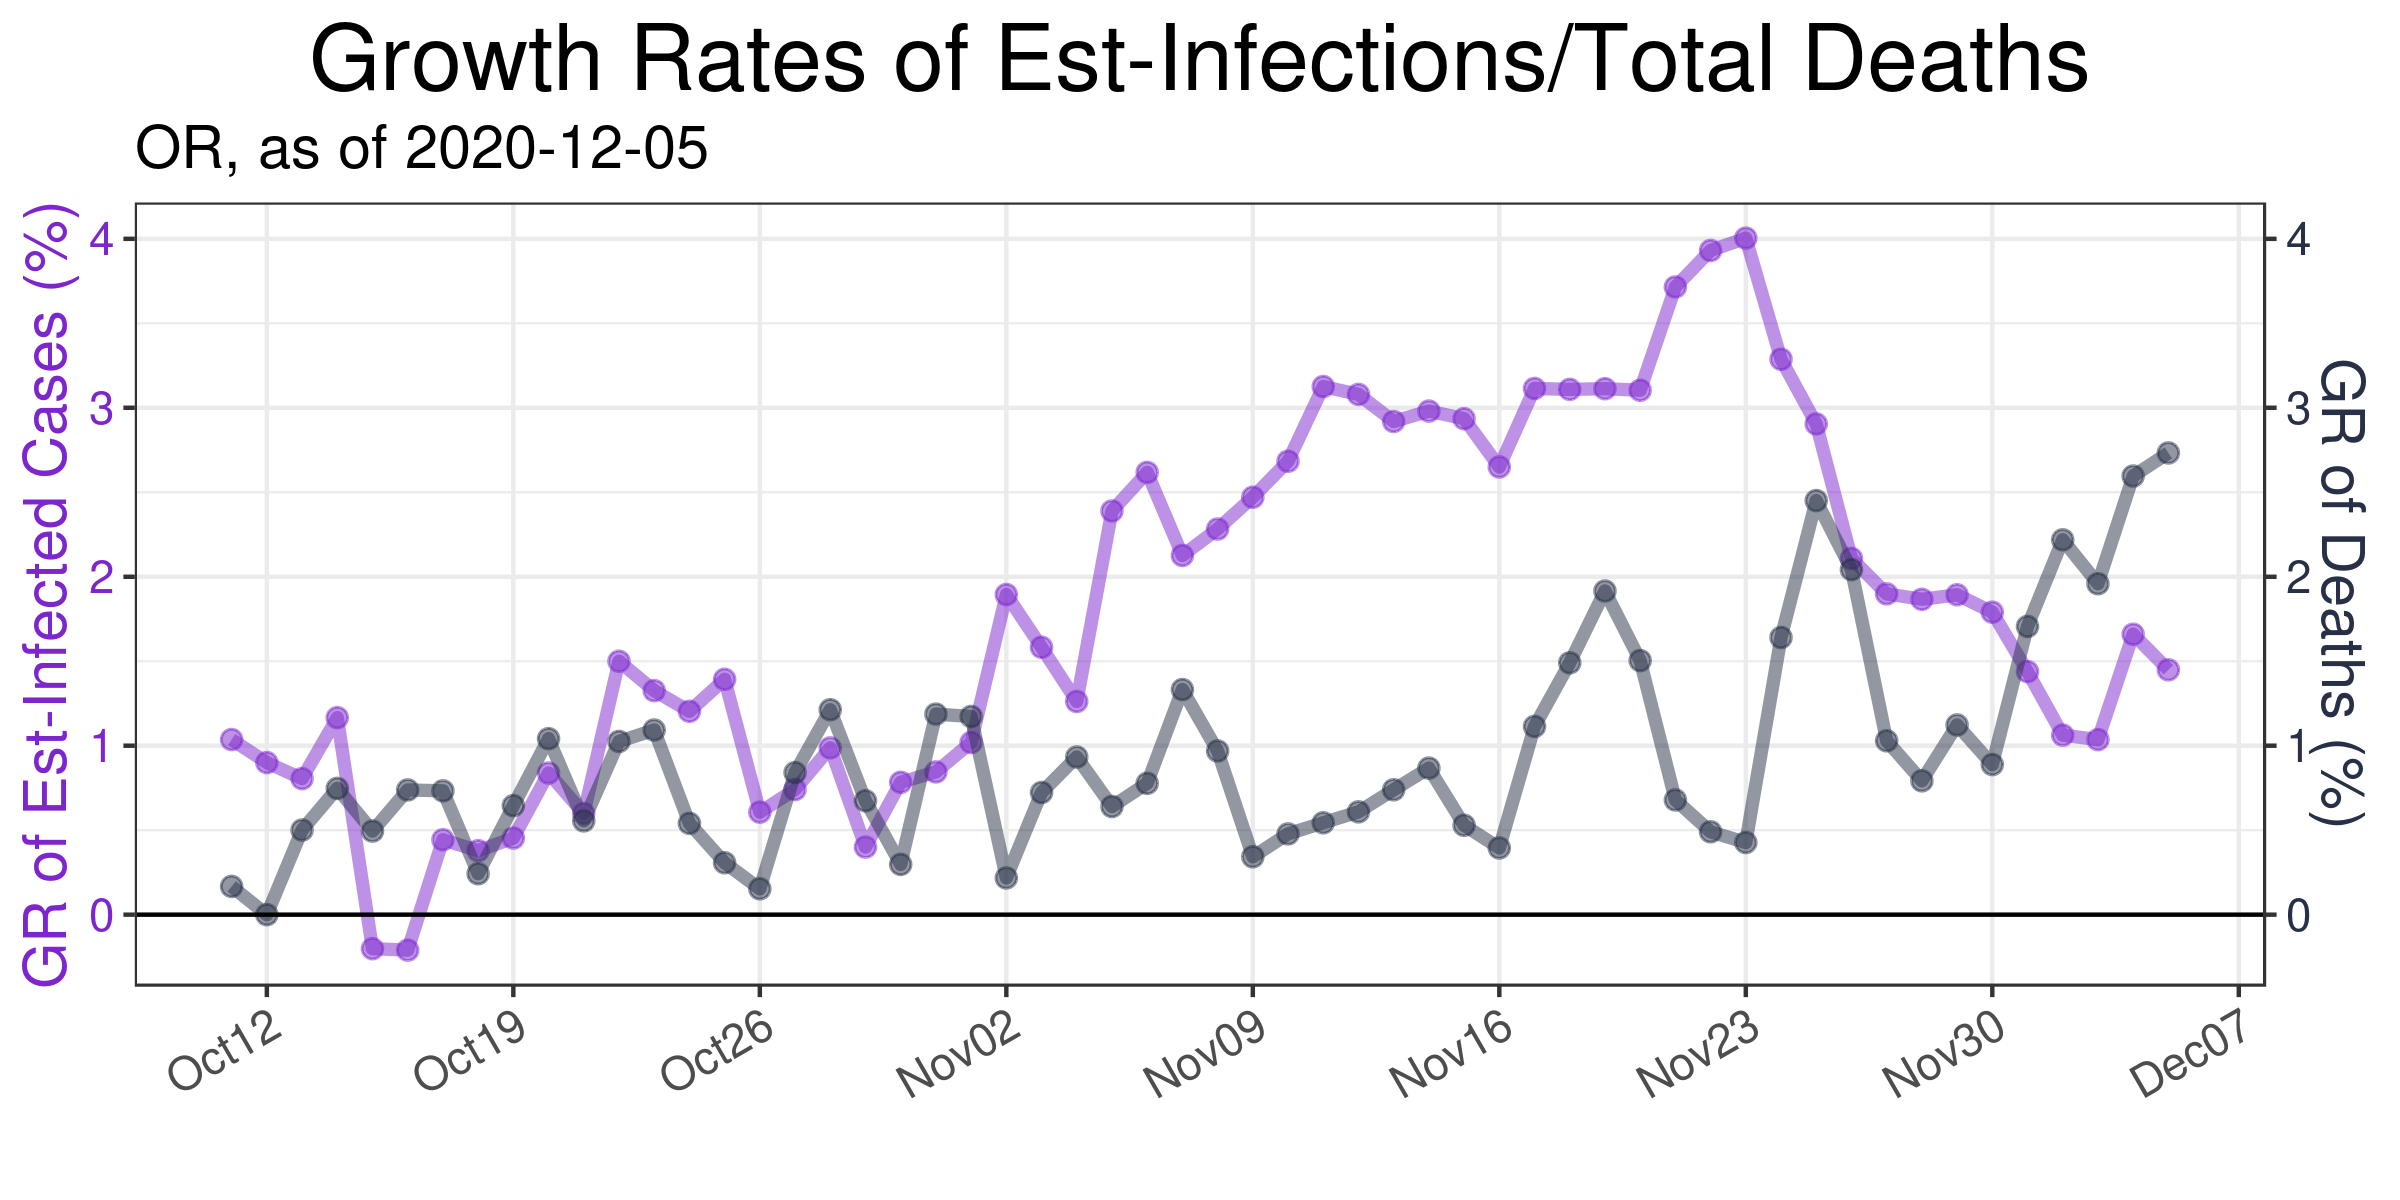 Growth Rates of Est-Infections/Total Deaths
OR, as of 2020-12-05
GR of Est-Infected Cases (%)
4
3
2
1
0
4
3
2
1
0
GR of Deaths (%)
Oct12
Oct19
Oct26
Nov02
Nov09
Nov16
Nov23
Nov30
Dec07